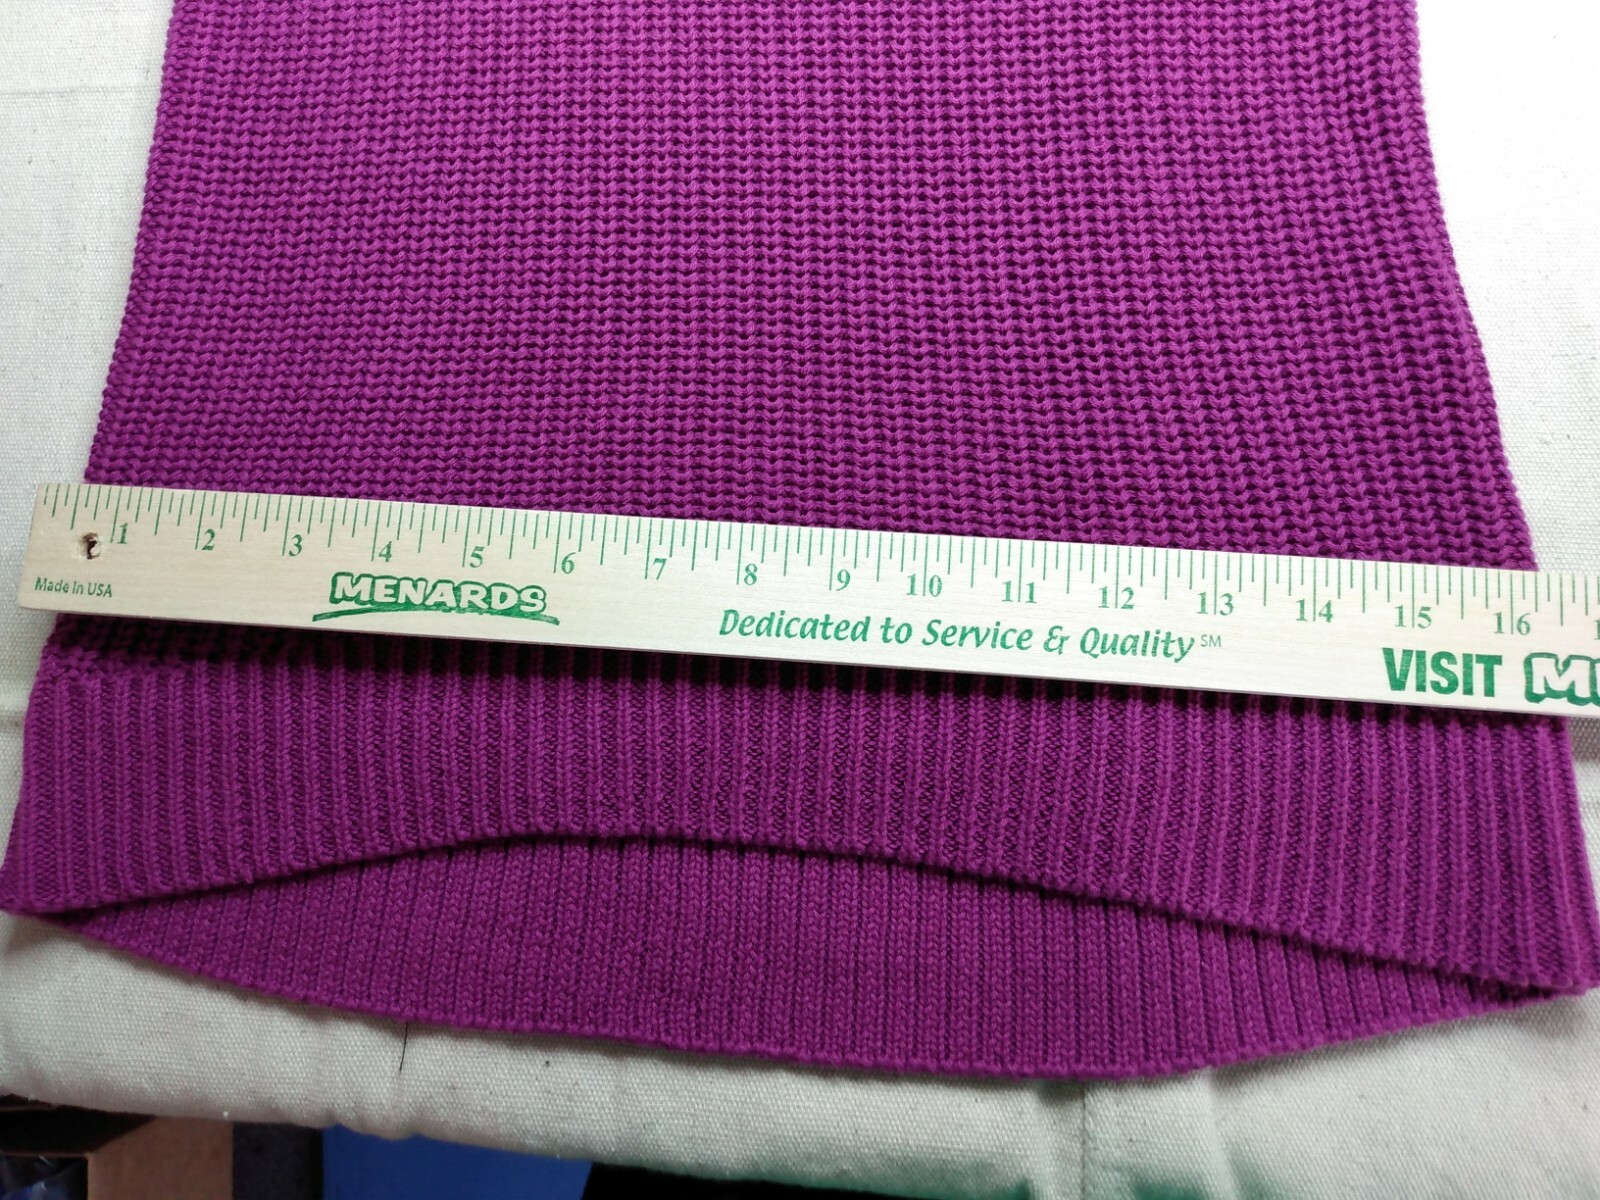 1 2 3 4 5 6 7 8 9 10 11 12 13 14 15 16
Made in USA
MENARDS
Dedicated to Service & Quality SM
VISIT